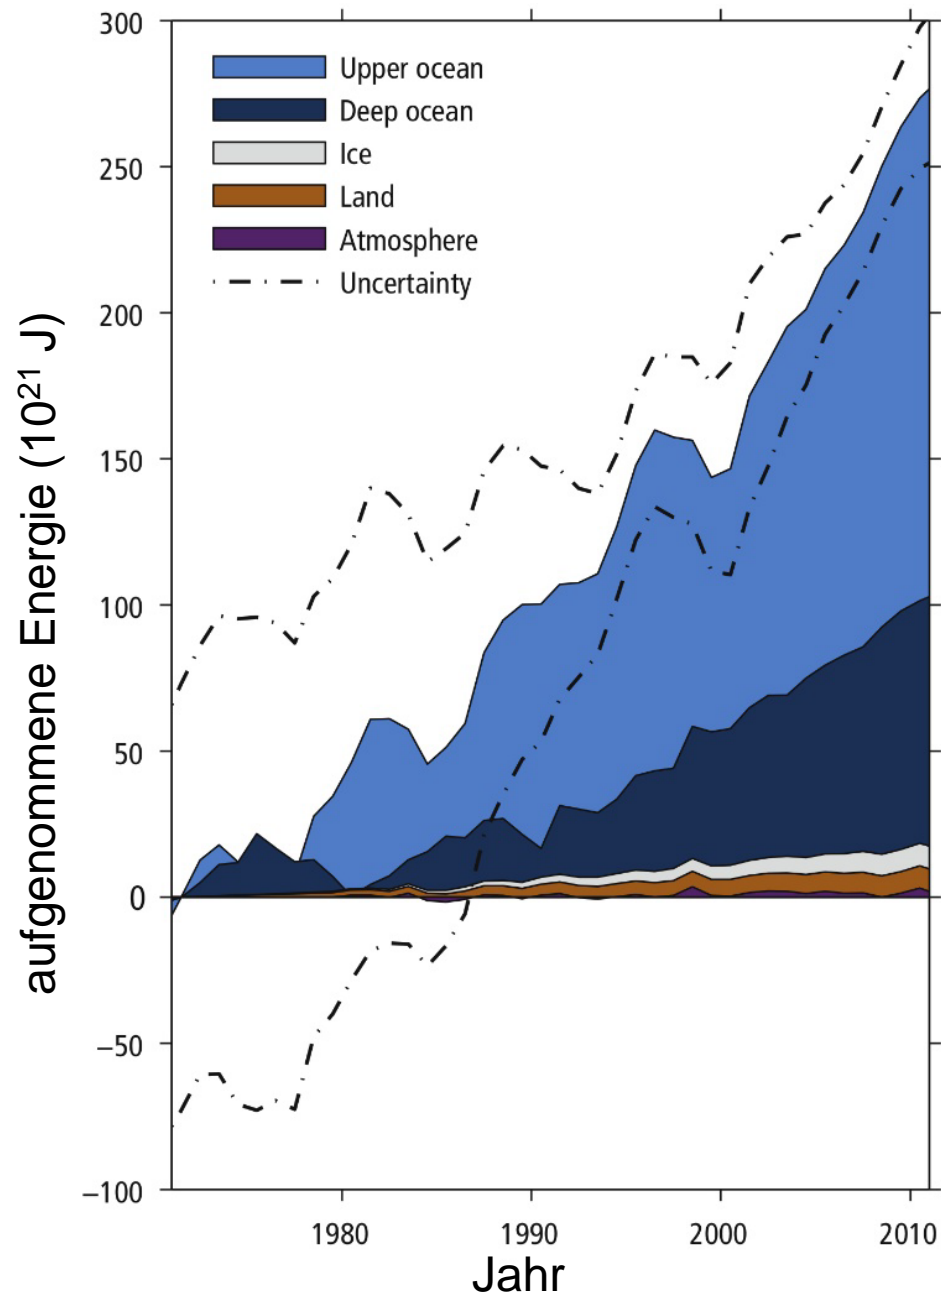 300
250
200
150
100
50
0
−50
−100
Upper ocean
Deep ocean
Ice
Land
Atmosphere
Uncertainty
aufgenommene Energie (10²¹ J)
1980 1990 2000 2010
Jahr